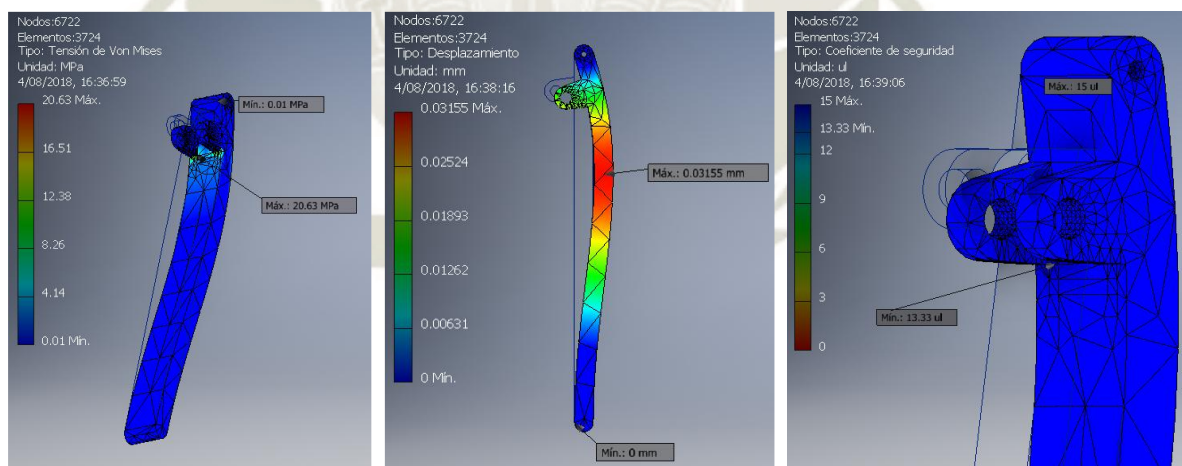 Nodos:6722
Elementos:3724
Tipo: Tensión de Von Mises
Unidad: MPa
4/08/2018, 16:36:59
20.63 Máx.
16.51
12.38
8.26
4.14
0.01 Mín.
Mín.: 0.01 MPa
Máx.: 20.63 MPa
Nodos:6722
Elementos:3724
Tipo: Desplazamiento
Unidad: mm
4/08/2018, 16:38:16
0.03155 Máx.
0.02524
0.01893
0.01262
0.00631
0 Mín.
Máx.: 0.03155 mm
Mín.: 0 mm
Nodos:6722
Elementos:3724
Tipo: Coeficiente de seguridad
Unidad: ul
4/08/2018, 16:39:06
15 Máx.
13.33 Mín.
12
9
6
3
0
Máx.: 15 ul
Mín.: 13.33 ul